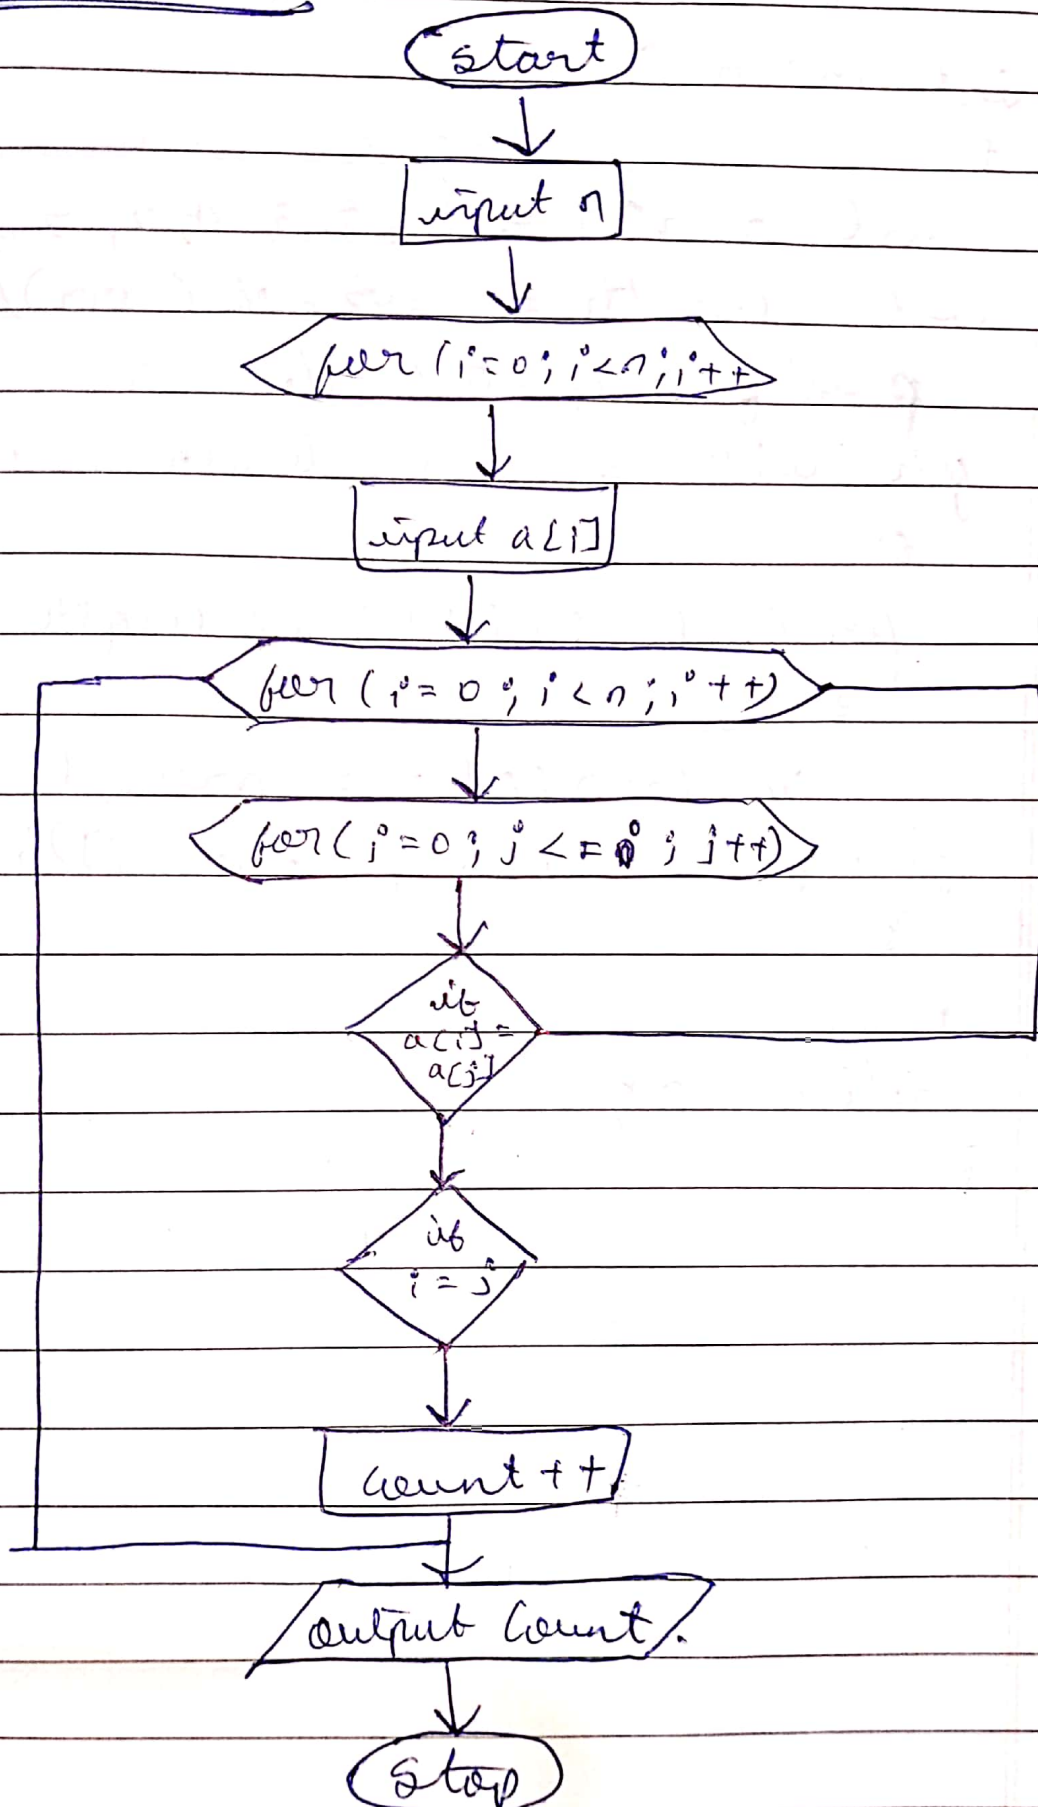 start
input n
for (i=0; i<n; i++
input a[i]
for (i=0; i<n; i++)
for(j=0; j<=i; j++)
if
a[i]=
a[j]
if
i=j
count++
output count.
stop